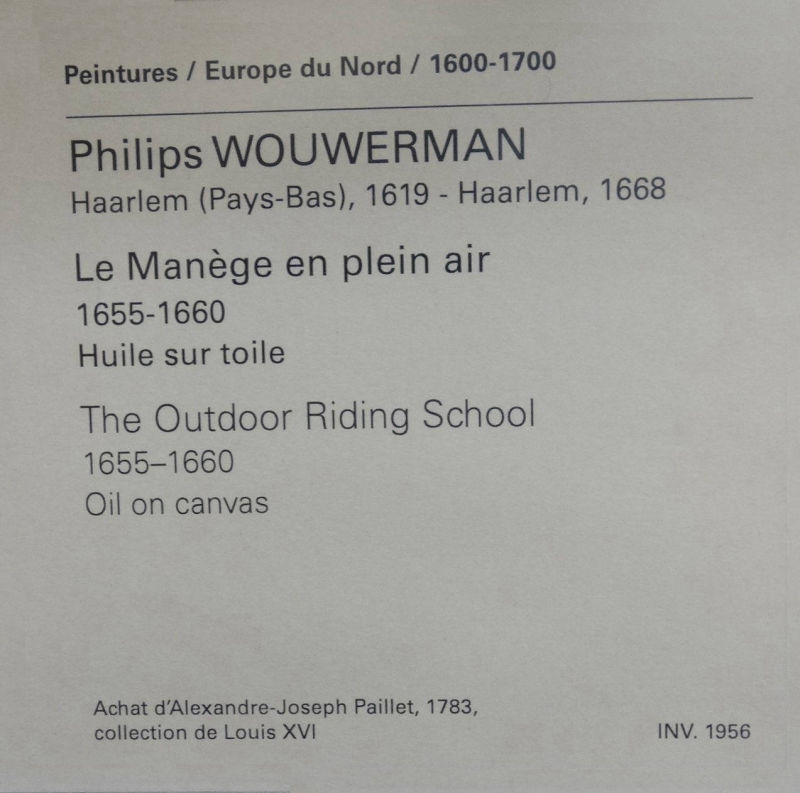 Peintures / Europe du Nord / 1600-1700
Philips WOUWERMAN
Haarlem (Pays-Bas), 1619 - Haarlem, 1668
Le Manège en plein air
1655-1660
Huile sur toile
The Outdoor Riding School
1655–1660
Oil on canvas
Achat d'Alexandre-Joseph Paillet, 1783,
collection de Louis XVI
INV. 1956